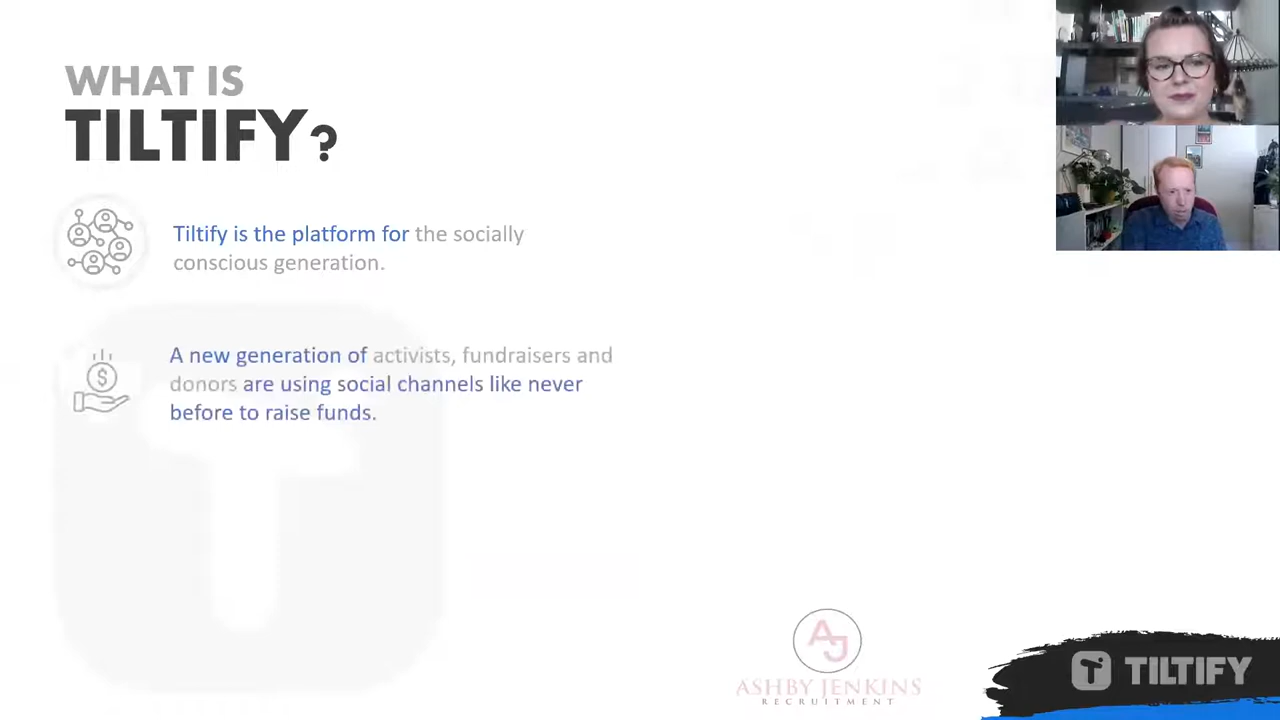 WHAT IS
TILTIFY?
Tiltify is the platform for the socially
conscious generation.
$
A new generation of activists, fundraisers and
donors are using social channels like never
before to raise funds.
AJ
ASHBY JENKINS
RECRUITMENT
T TILTIFY